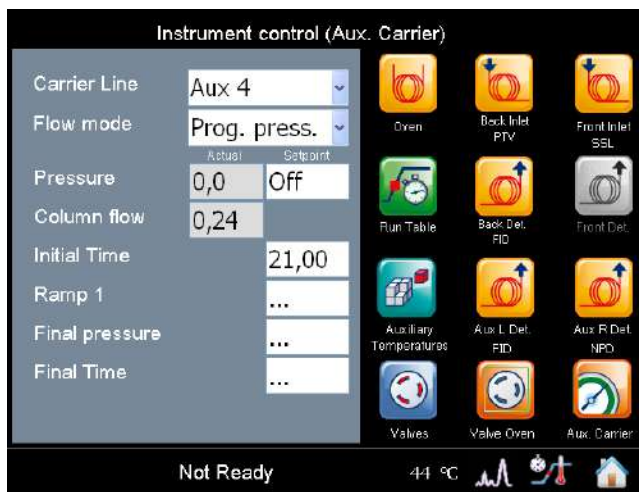 Instrument control (Aux. Carrier)
Carrier Line
Aux 4
Flow mode
Prog. press.
Actual
Setpoint
Pressure
0,0
Off
Column flow
0,24
Initial Time
21,00
Ramp 1
...
Final pressure
...
Final Time
...
Oven
Back Inlet
PTV
Front Inlet
SSL
Run Table
Back Det.
FID
Front Det.
Auxiliary
Temperatures
Aux L Det.
FID
Aux R Det.
NPD
Valves
Valve Oven
Aux. Carrier
Not Ready
44 °C